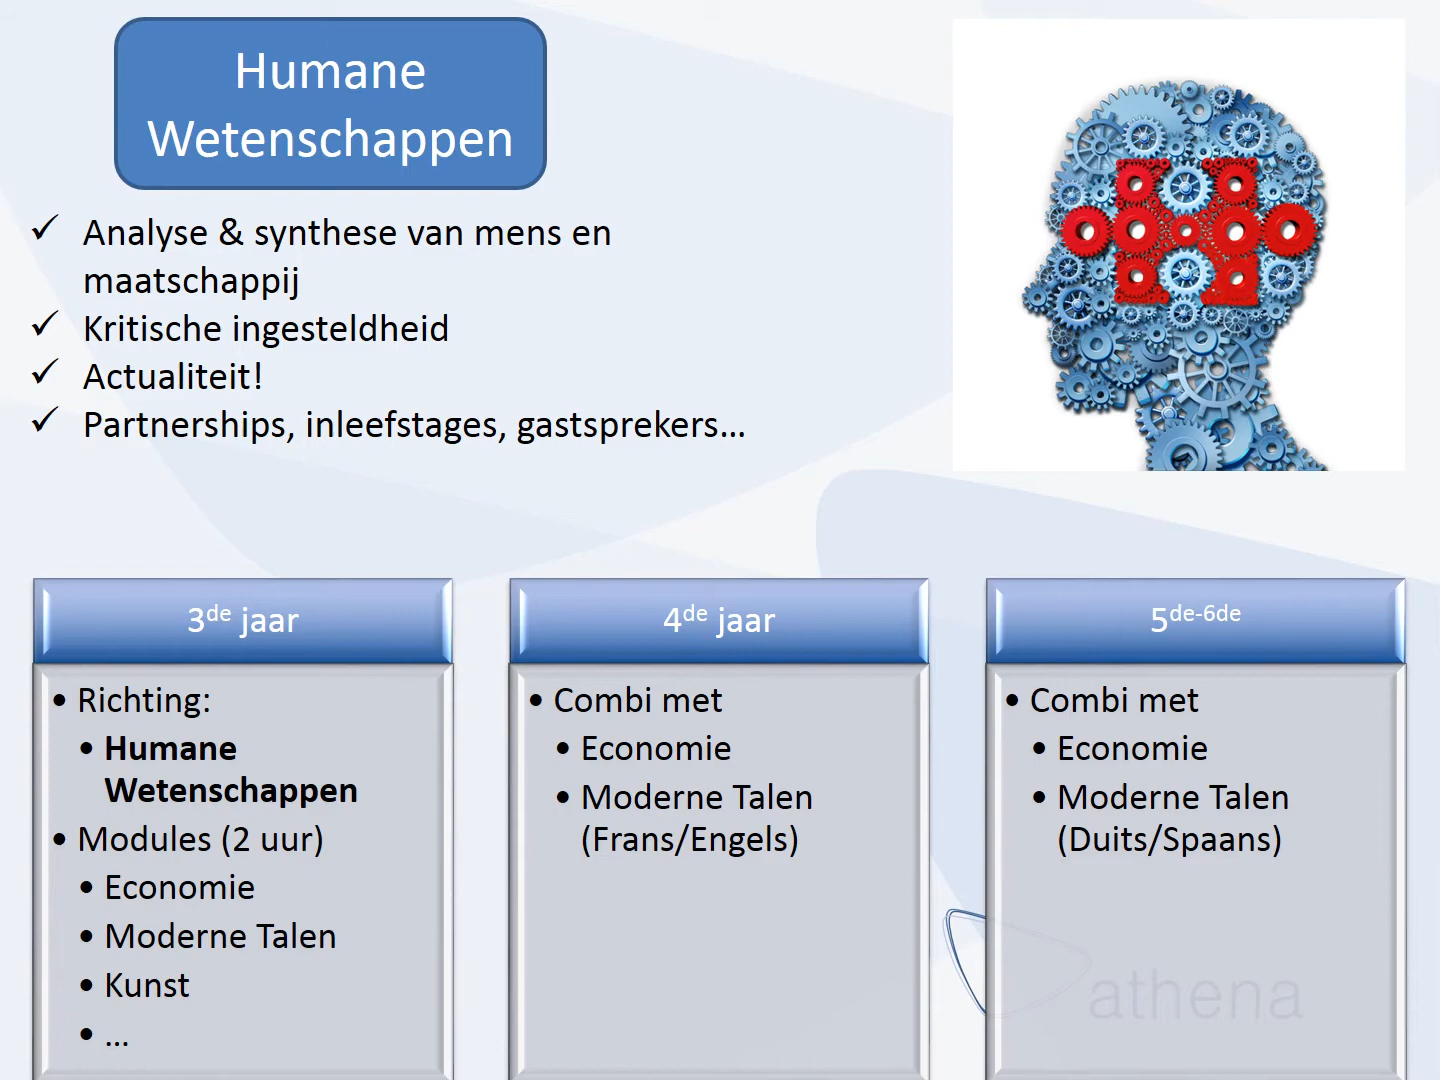 Humane
Wetenschappen
✓ Analyse & synthese van mens en
maatschappij
✓ Kritische ingesteldheid
✓ Actualiteit!
✓ Partnerships, inleefstages, gastsprekers…
3de jaar
• Richting:
• Humane
Wetenschappen
• Modules (2 uur)
• Economie
• Moderne Talen
• Kunst
• …
4de jaar
• Combi met
• Economie
• Moderne Talen
(Frans/Engels)
5de-6de
• Combi met
• Economie
• Moderne Talen
(Duits/Spaans)
athena